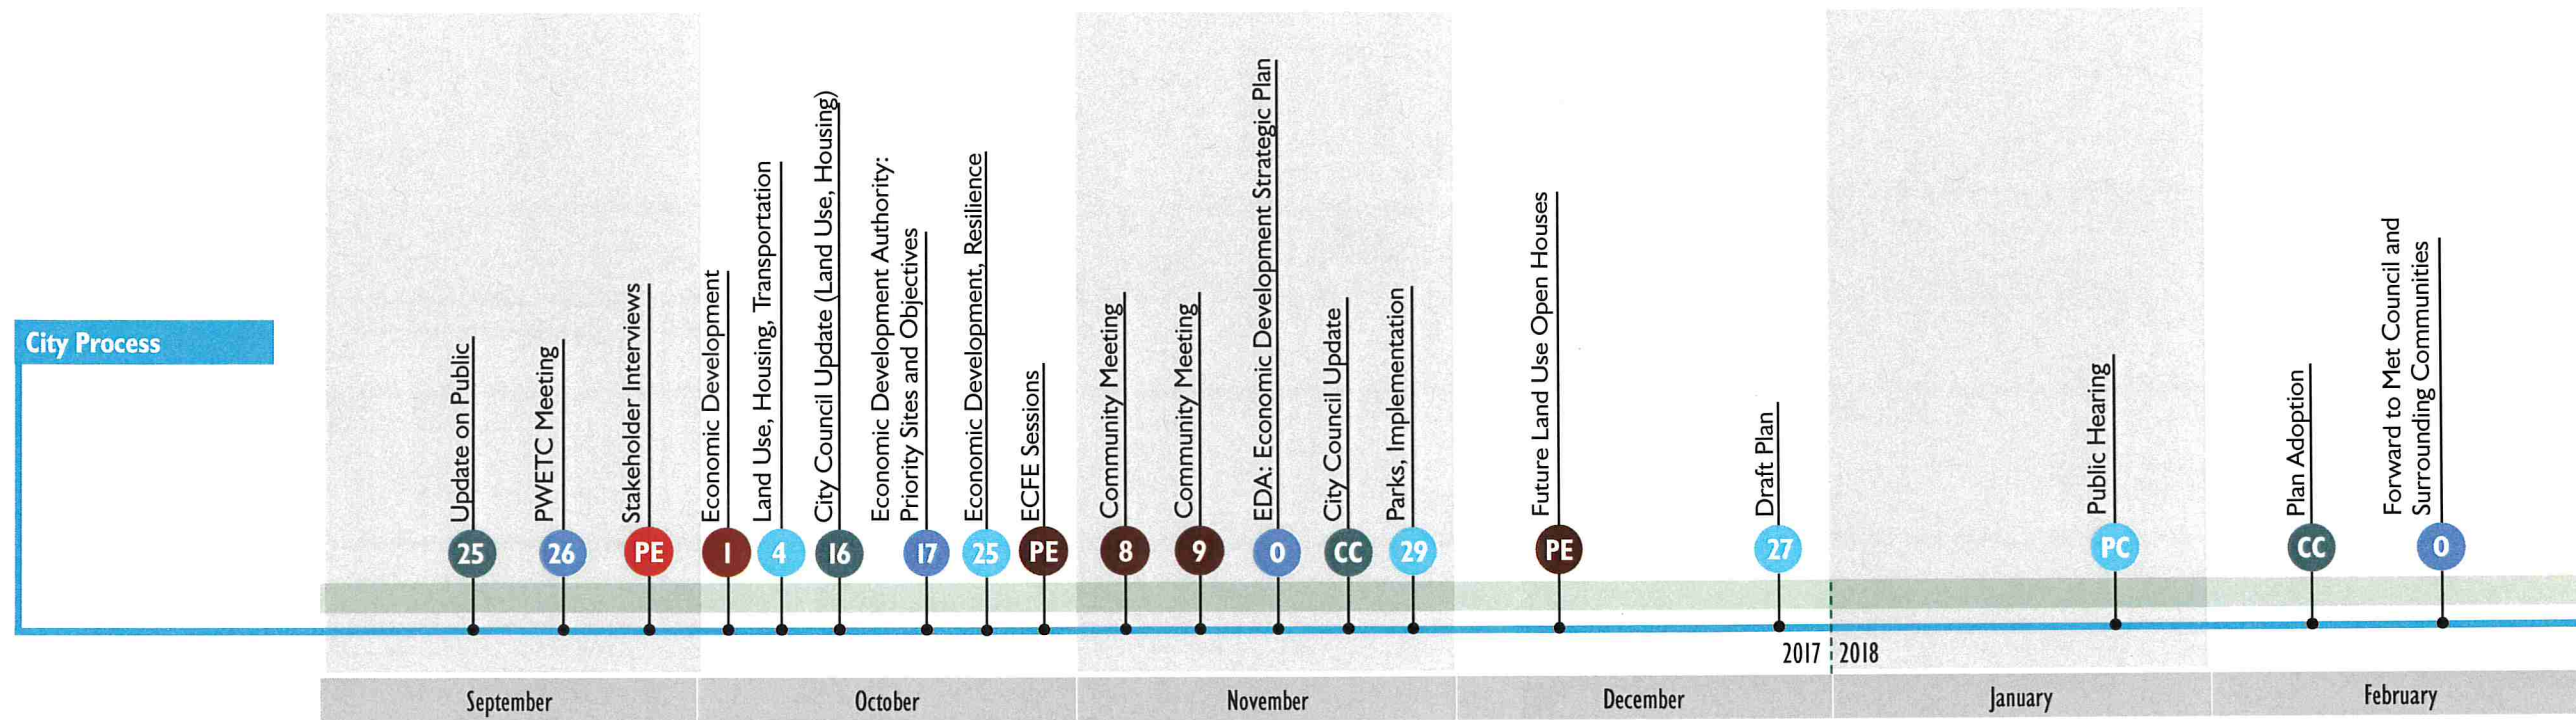 City Process
Update on Public
PWETC Meeting
Stakeholder Interviews
Economic Development
Land Use, Housing, Transportation
City Council Update (Land Use, Housing)
Economic Development Authority:
Priority Sites and Objectives
Economic Development, Resilience
ECFE Sessions
Community Meeting
Community Meeting
EDA: Economic Development Strategic Plan
City Council Update
Parks, Implementation
Future Land Use Open Houses
Draft Plan
Public Hearing
Plan Adoption
Forward to Met Council and
Surrounding Communities
25
26
PE
1
4
16
17
25
PE
8
9
O
CC
29
PE
27
PC
CC
O
2017
2018
September
October
November
December
January
February